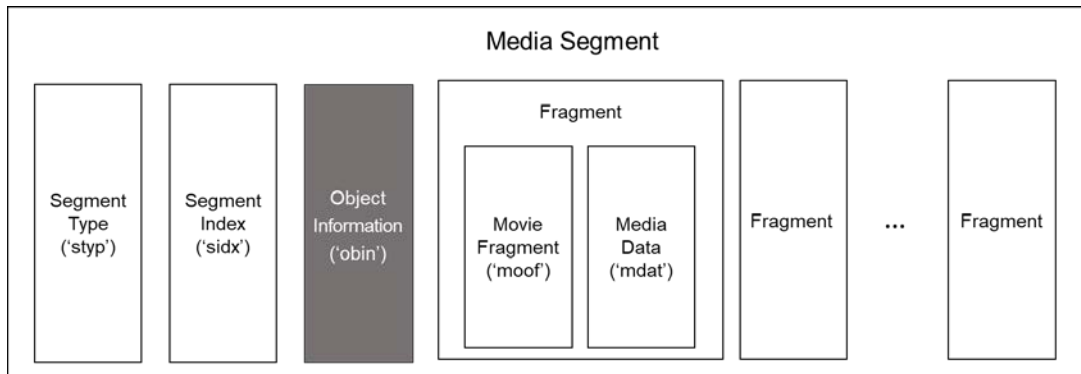 Media Segment
Segment
Type
(‘styp’)
Segment
Index
(‘sidx’)
Object
Information
(‘obin’)
Fragment
Movie
Fragment
(‘moof’)
Media
Data
(‘mdat’)
Fragment
...
Fragment